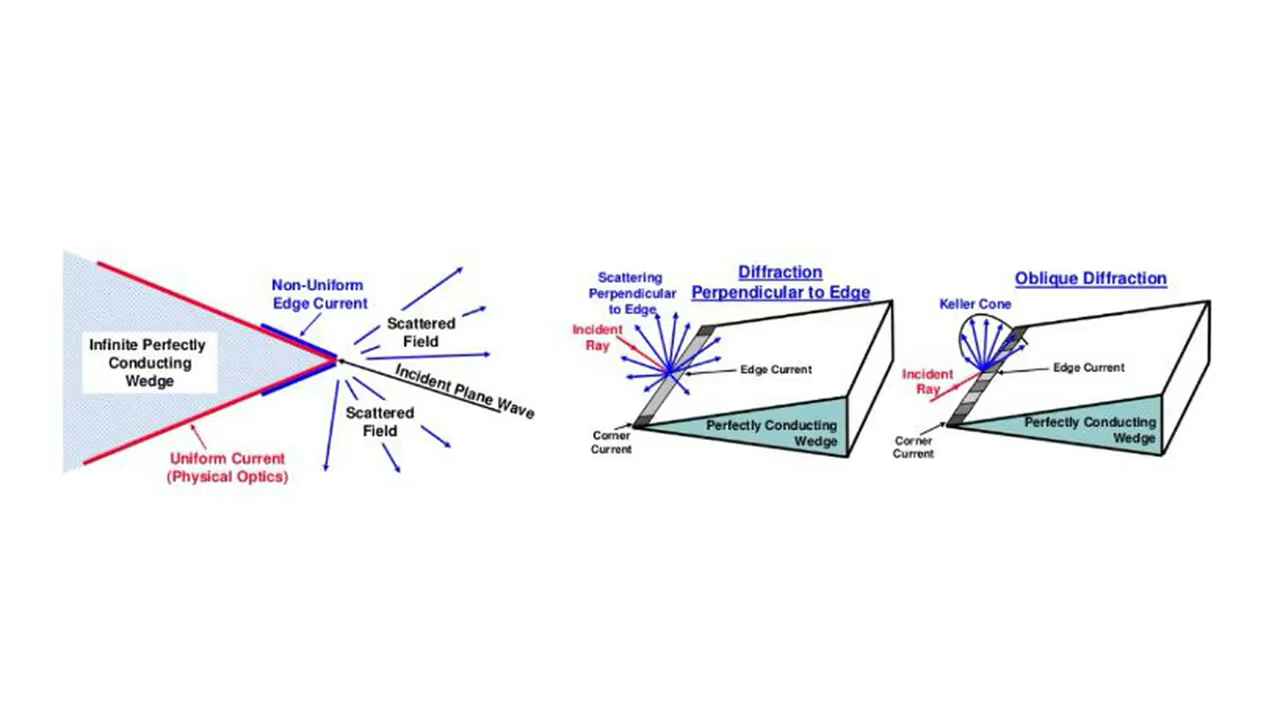 Infinite Perfectly
Conducting
Wedge
Non-Uniform
Edge Current
Scattered
Field
Incident Plane Wave
Scattered
Field
Uniform Current
(Physical Optics)
Diffraction
Perpendicular to Edge
Scattering
Perpendicular
to Edge
Incident
Ray
Edge Current
Perfectly Conducting
Wedge
Corner
Current
Oblique Diffraction
Keller Cone
Incident
Ray
Edge Current
Perfectly Conducting
Wedge
Corner
Current